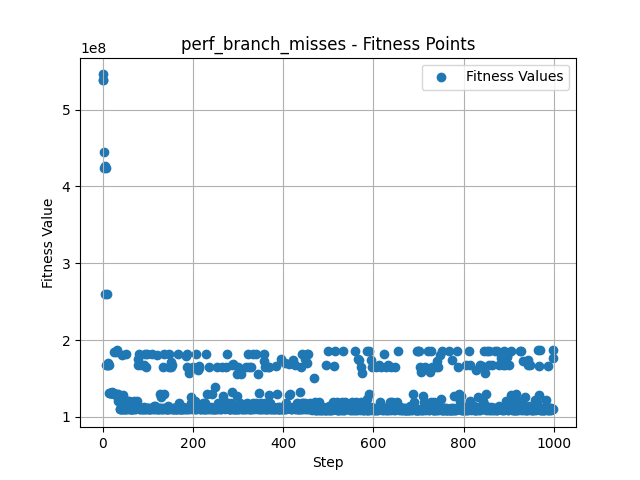 perf_branch_misses - Fitness Points
1e8
Fitness Values
5
4
3
2
1
Fitness Value
0
200
400
600
800
1000
Step